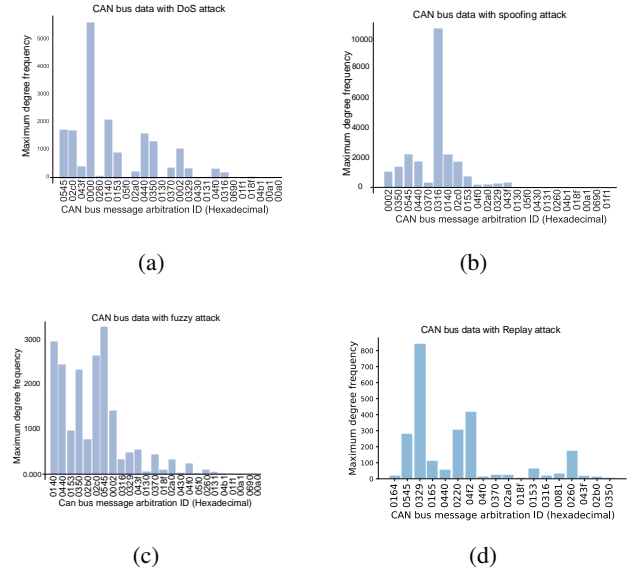 CAN bus data with DoS attack
Maximum degree frequency
5000
4000
3000
2000
1000
0
0545 02c0 043f 0000 0260 0140 0153 05f0 02a0 0440 0350 0130 0370 0002 0329 0430 0131 04f0 0316 0690 01f1 018f 04b1 00a1 00a0
CAN bus message arbitration ID (Hexadecimal)
(a)
CAN bus data with spoofing attack
Maximum degree frequency
10000
8000
6000
4000
2000
0
0002 0350 0545 0440 0370 0316 0140 02c0 0153 04f0 02a0 0329 043f 0130 05f0 0430 0131 0260 04b1 018f 00a1 0690 01f1
CAN bus message arbitration ID (Hexadecimal)
(b)
CAN bus data with fuzzy attack
Maximum degree frequency
3000
2000
1000
0.000
0140 0440 0153 0350 02b0 02c0 0545 0002 0316 0329 043f 0130 0370 018f 02a0 0430 04f0 05f0 0260 0131 04b1 01f1 00a1 0690 00a0
Can bus message arbitration ID (Hexadecimal)
(c)
CAN bus data with Replay attack
Maximum degree frequency
800
700
600
500
400
300
200
100
0
0164 0545 0329 0165 0440 0220 04f2 04f0 0370 02a0 018f 0153 0316 0081 0260 043f 02b0 0350
CAN bus message arbitration ID (hexadecimal)
(d)